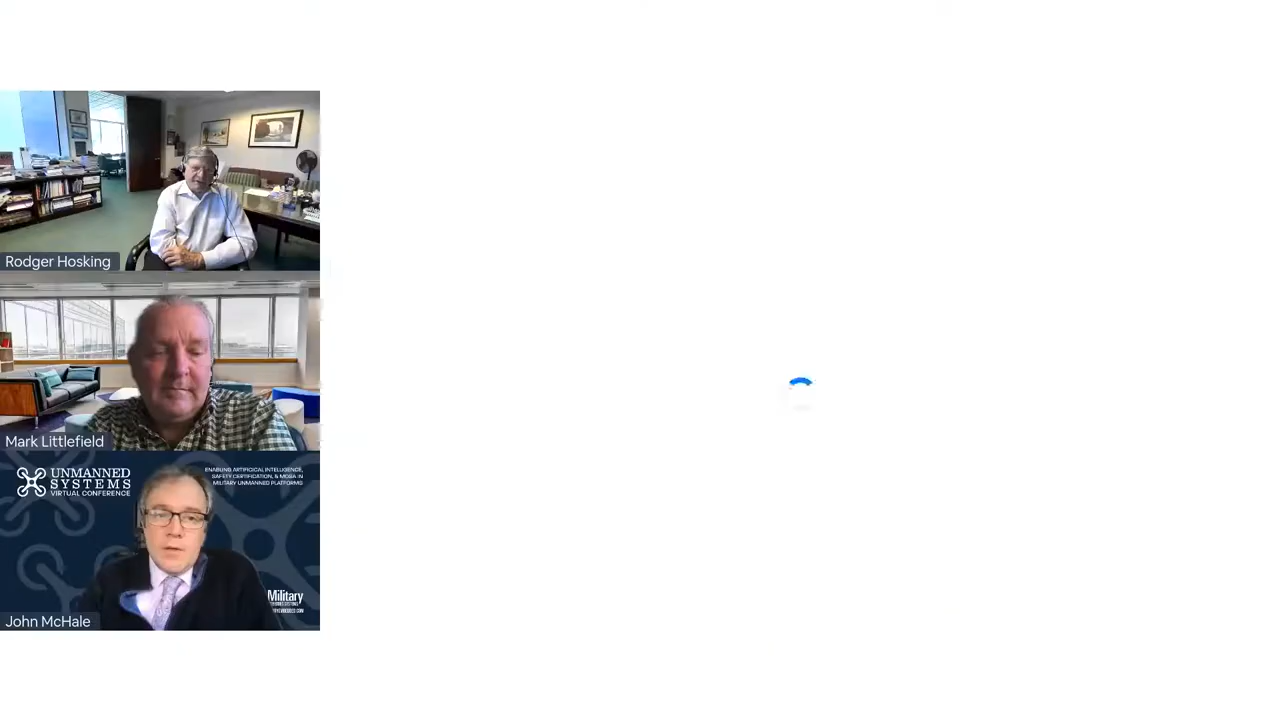 Rodger Hosking
Mark Littlefield
UNMANNED
SYSTEMS
VIRTUAL CONFERENCE
ENABLING ARTIFICIAL INTELLIGENCE,
SAFETY CERTIFICATION, & MOSA IN
MILITARY UNMANNED PLATFORMS
Military
John McHale